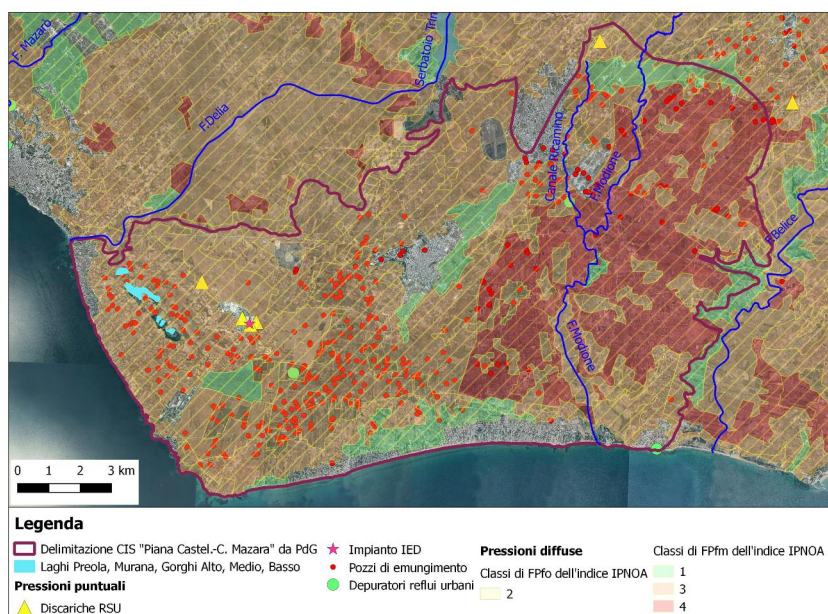 F. Mazarò
F.Delia
Serbatoio Trin
Canale Ricamino
F.Modione
F.Belice
F.Modione
0 1 2 3 km
Legenda
Delimitazione CIS "Piana Castel.-C. Mazara" da PdG
Laghi Preola, Murana, Gorghi Alto, Medio, Basso
Pressioni puntuali
Discariche RSU
Impianto IED
Pozzi di emungimento
Depuratori reflui urbani
Pressioni diffuse
Classi di FPfo dell'indice IPNOA
2
Classi di FPfm dell'indice IPNOA
1
3
4